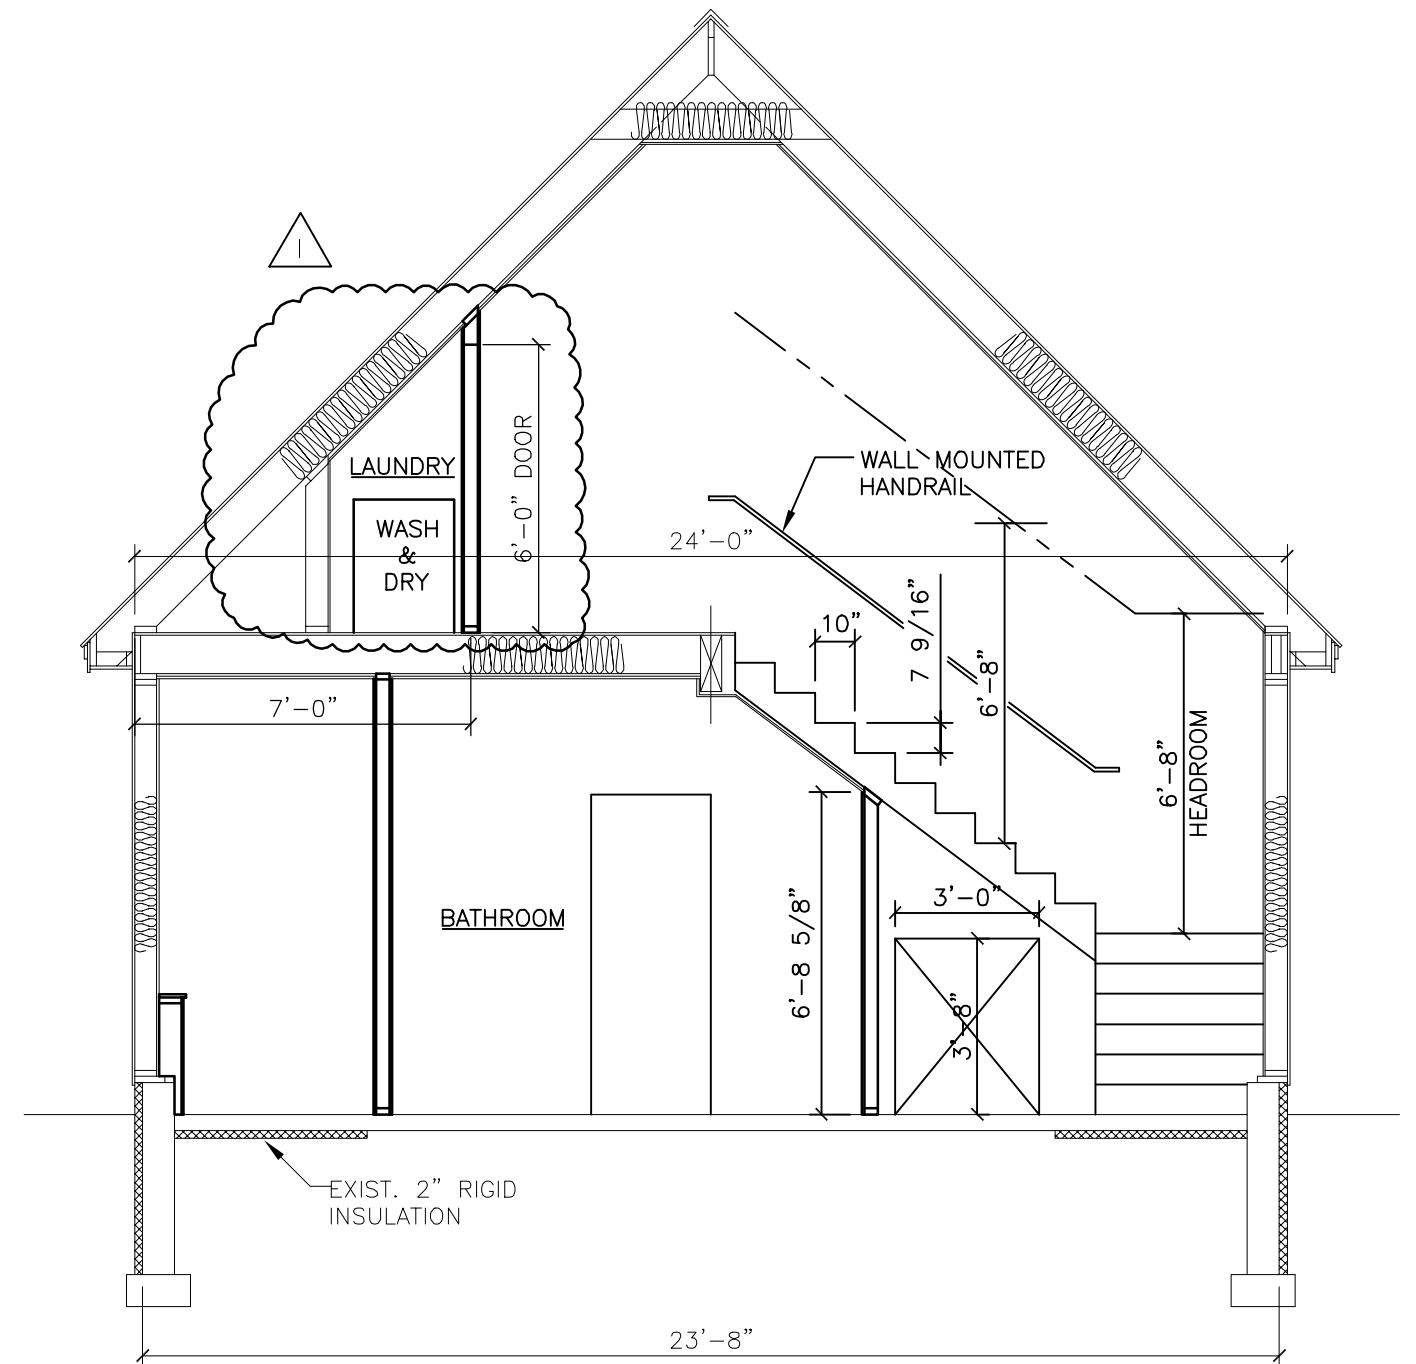 1
LAUNDRY
WASH
&
DRY
6'-0" DOOR
WALL MOUNTED
HANDRAIL
24'-0"
10"
7 9/16"
6'-8"
7'-0"
6'-8"
HEADROOM
BATHROOM
6'-8 5/8"
3'-0"
3'-8"
EXIST. 2" RIGID
INSULATION
23'-8"